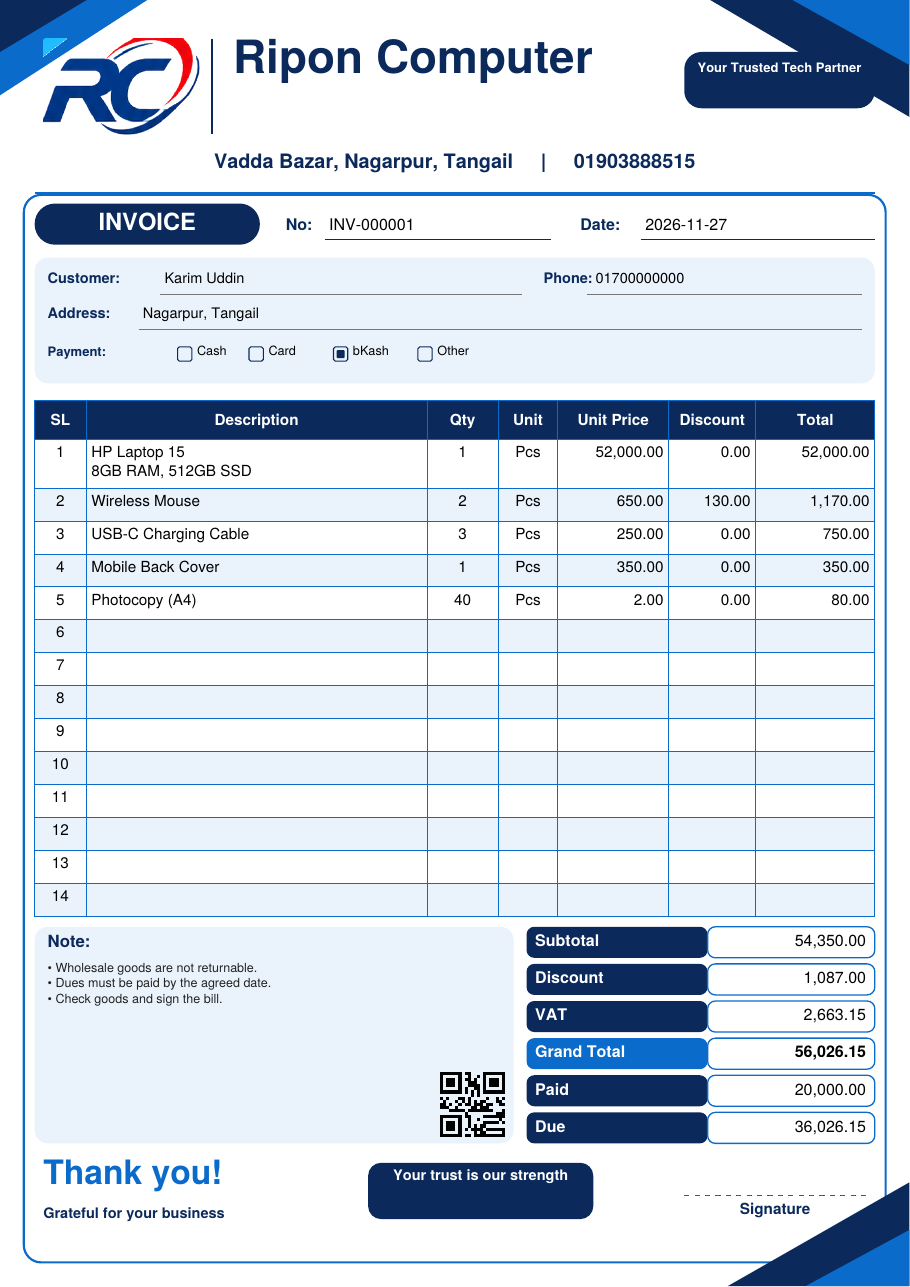 RC
Ripon Computer
Your Trusted Tech Partner
Vadda Bazar, Nagarpur, Tangail | 01903888515
INVOICE No: INV-000001 Date: 2026-11-27
Customer: Karim Uddin Phone: 01700000000
Address: Nagarpur, Tangail
Payment: Cash Card bKash Other
SL Description Qty Unit Unit Price Discount Total
1 HP Laptop 15 1 Pcs 52,000.00 0.00 52,000.00
8GB RAM, 512GB SSD
2 Wireless Mouse 2 Pcs 650.00 130.00 1,170.00
3 USB-C Charging Cable 3 Pcs 250.00 0.00 750.00
4 Mobile Back Cover 1 Pcs 350.00 0.00 350.00
5 Photocopy (A4) 40 Pcs 2.00 0.00 80.00
6
7
8
9
10
11
12
13
14
Note:
• Wholesale goods are not returnable.
• Dues must be paid by the agreed date.
• Check goods and sign the bill.
Subtotal 54,350.00
Discount 1,087.00
VAT 2,663.15
Grand Total 56,026.15
Paid 20,000.00
Due 36,026.15
Thank you!
Grateful for your business
Your trust is our strength
Signature